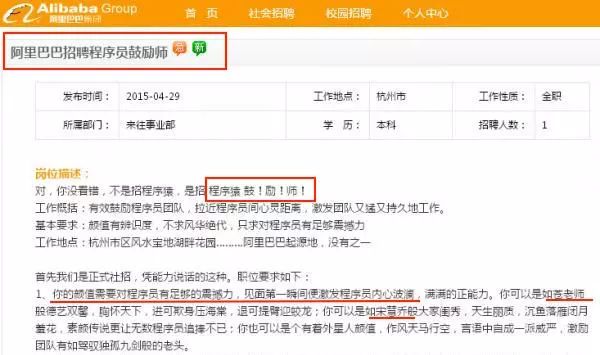 Alibaba Group
阿里巴巴集团
首 页 社会招聘 校园招聘 个人中心
阿里巴巴招聘程序员鼓励师 急 新
发布时间： 2015-04-29 工作地点： 杭州市 工作性质： 全职
所属部门： 来往事业部 学 历： 本科 招聘人数： 1
岗位描述：
对，你没看错，不是招程序猿，是招 程序猿 鼓！励！师！
工作概括：有效鼓励程序员团队，拉近程序员间心灵距离，激发团队又猛又持久地工作。
基本要求：颜值有辨识度，不求风华绝代，只求对程序员有足够震撼力
工作地点：杭州市区风水宝地湖畔花园.........阿里巴巴起源地，没有之一
首先我们是正式社招，凭能力说话的这种。职位要求如下：
1、你的颜值需要对程序员有足够的震撼力，见面第一瞬间便激发程序员内心波澜，满满的正能量。你可以是如苍老师
般德艺双馨，胸怀天下，进可欺身压海棠，退可提臂迎蛟龙；你可以是如宋慧乔般大家闺秀，天生丽质，沉鱼落雁闭月
羞花，素颜传说更让无数程序员追捧不已；你也可以是个有着外星人颜值，作风天马行空，言语中自成一派威严，激励
团队有如驾驭独孤九剑般的老头。